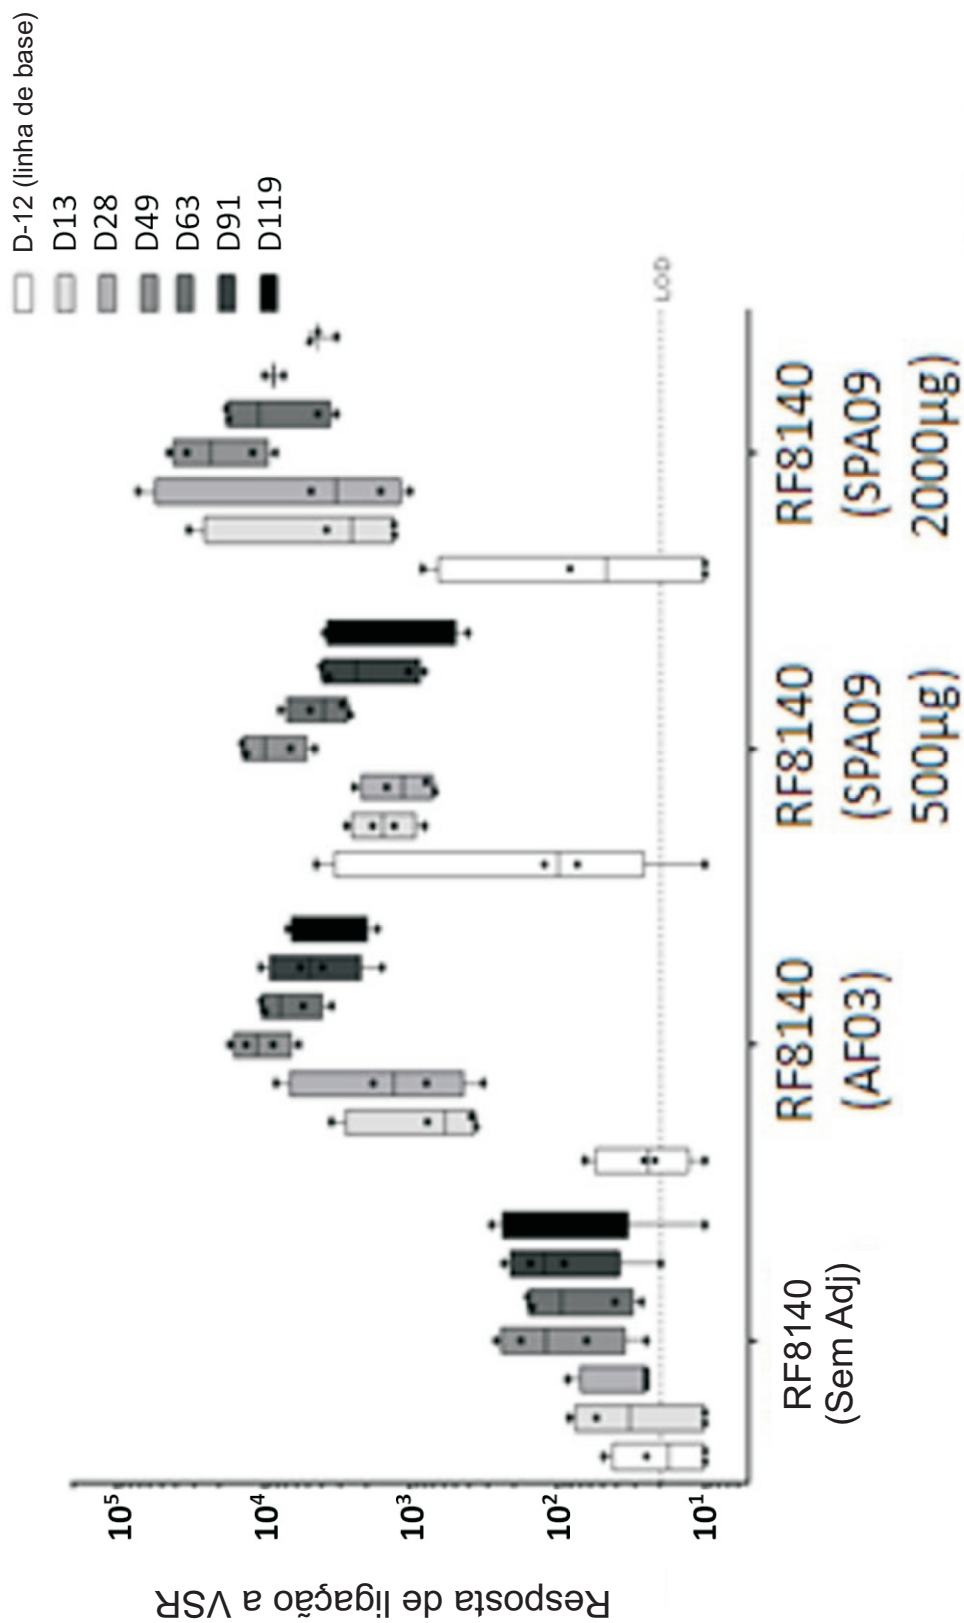 D-12 (linha de base)
D13
D28
D49
D63
D91
D119
Resposta de ligação a VSR
10⁵
10⁴
10³
10²
10¹
LOD
RF8140
(Sem Adj)
RF8140
(AF03)
RF8140
(SPA09
500µg)
RF8140
(SPA09
2000µg)